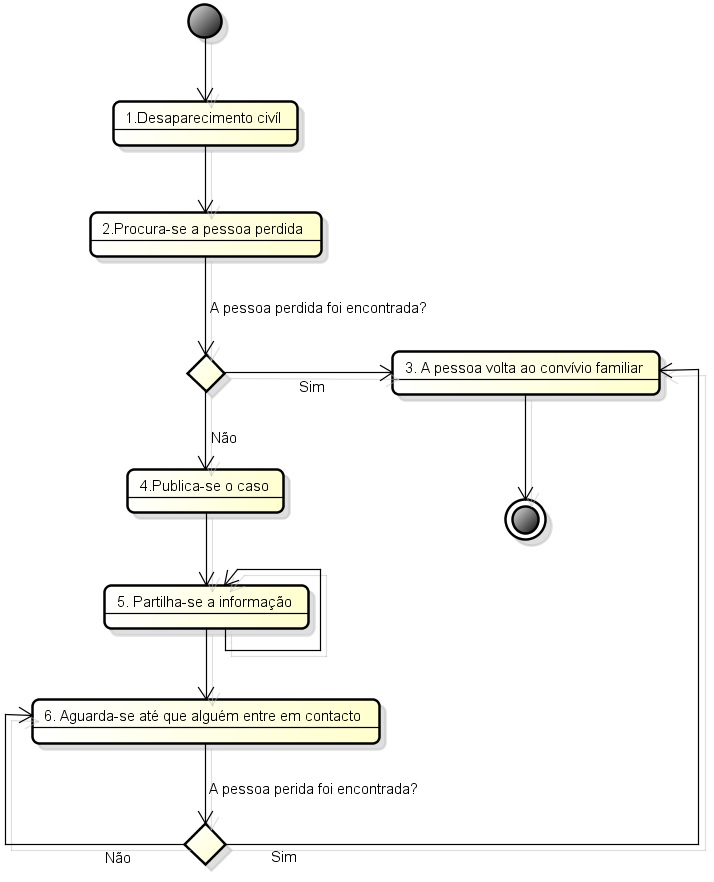 1.Desaparecimento civíl
2.Procura-se a pessoa perdida
A pessoa perdida foi encontrada?
3. A pessoa volta ao convívio familiar
Sim
Não
4.Publica-se o caso
5. Partilha-se a informação
6. Aguarda-se até que alguém entre em contacto
A pessoa perida foi encontrada?
Não
Sim